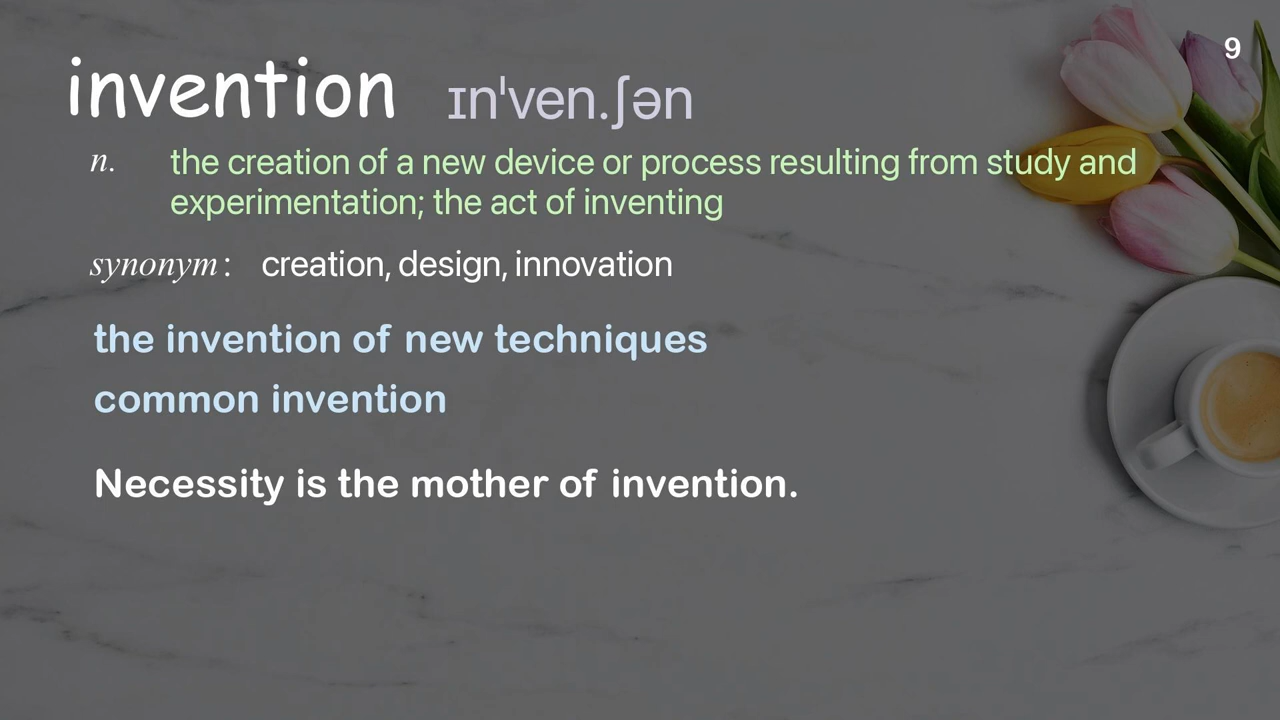 9
invention ɪnˈven.ʃən
n. the creation of a new device or process resulting from study and
experimentation; the act of inventing
synonym : creation, design, innovation
the invention of new techniques
common invention
Necessity is the mother of invention.